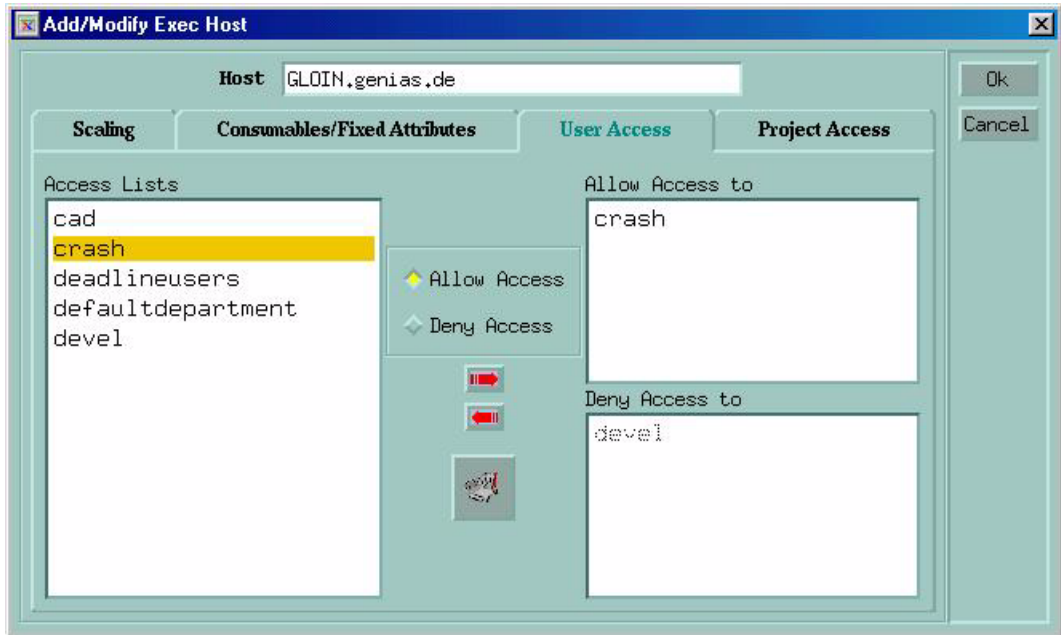 Add/Modify Exec Host
Host GLOIN.genias.de
Ok
Cancel
Scaling Consumables/Fixed Attributes User Access Project Access
Access Lists
cad
crash
deadlineusers
defaultdepartment
devel
Allow Access
Deny Access
Allow Access to
crash
Deny Access to
devel